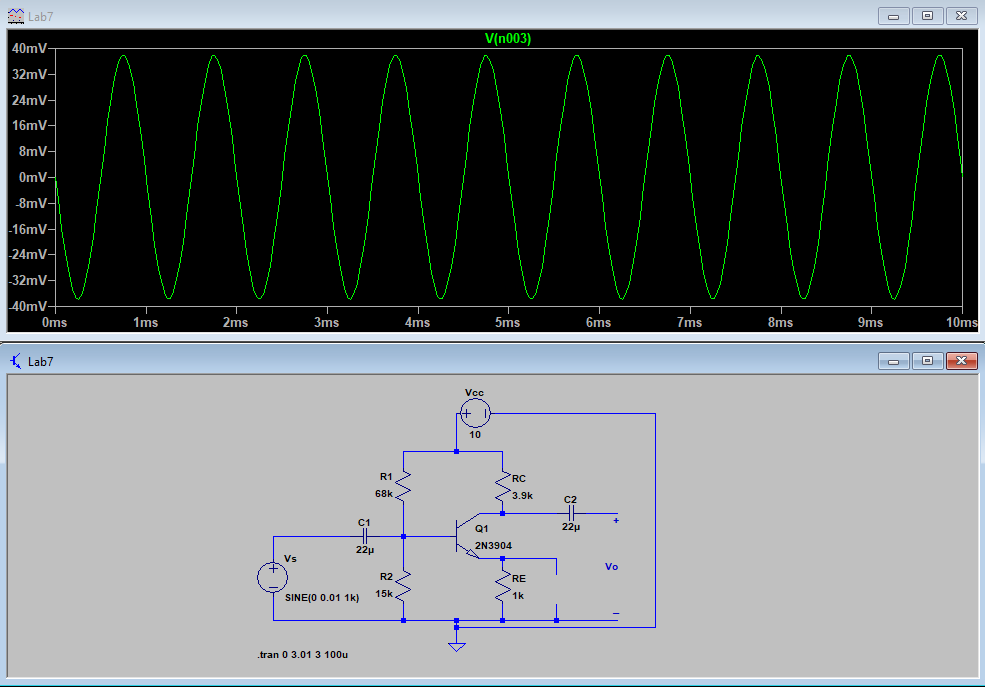 Lab7
V(n003)
40mV
32mV
24mV
16mV
8mV
0mV
-8mV
-16mV
-24mV
-32mV
-40mV
0ms 1ms 2ms 3ms 4ms 5ms 6ms 7ms 8ms 9ms 10ms
Lab7
Vcc
10
R1
68k
RC
3.9k
C2
22µ
C1
22µ
Q1
2N3904
Vs
SINE(0 0.01 1k)
R2
15k
RE
1k
+
Vo
−
.tran 0 3.01 3 100u